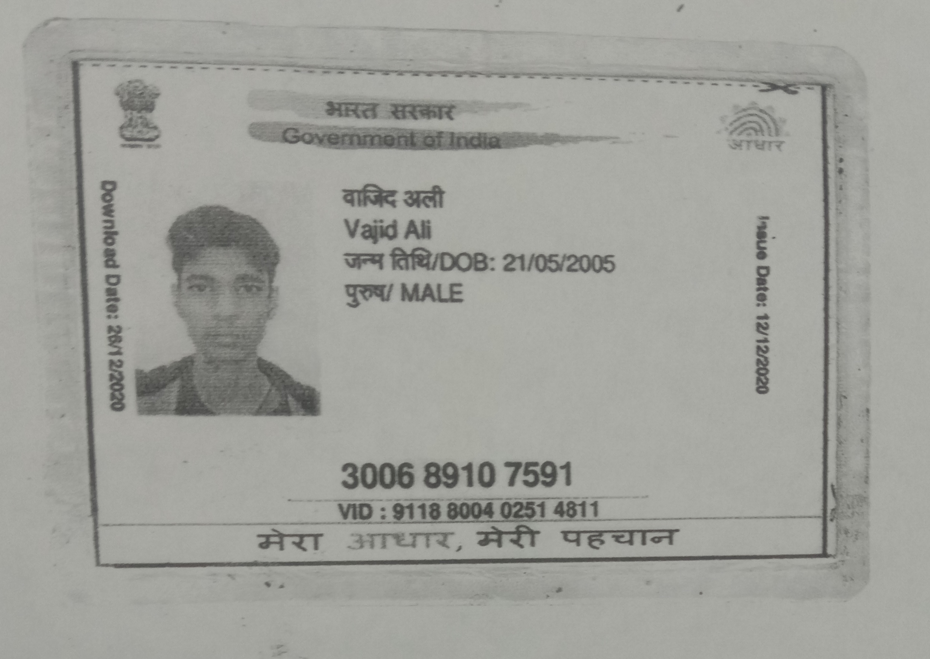 भारत सरकार
Government of India
आधार
Download Date: 26/12/2020
वाजिद अली
Vajid Ali
जन्म तिथि/DOB: 21/05/2005
पुरुष/ MALE
Issue Date: 12/12/2020
3006 8910 7591
VID : 9118 8004 0251 4811
मेरा आधार, मेरी पहचान